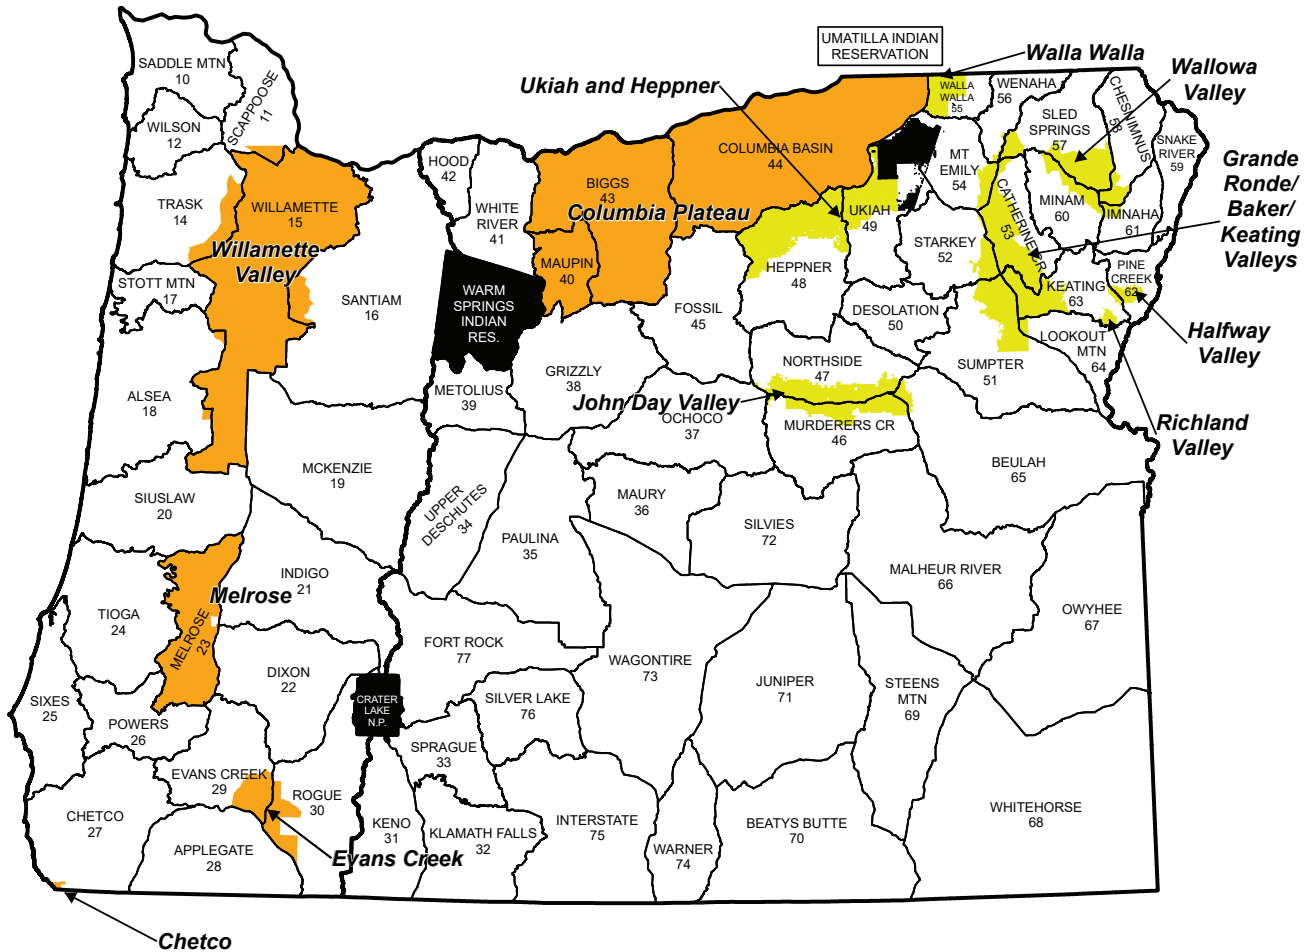 UMATILLA INDIAN
RESERVATION
Walla Walla
Ukiah and Heppner
Wallowa
Valley
SADDLE MTN
10
SCAPPOOSE
11
WILSON
12
TRASK
14
WILLAMETTE
15
Willamette
Valley
STOTT MTN
17
SANTIAM
16
HOOD
42
WHITE
RIVER
41
BIGGS
43
Columbia Plateau
MAUPIN
40
COLUMBIA BASIN
44
WALLA
WALLA
55
WENAHA
56
SLED
SPRINGS
57
CHESNIMNUS
58
SNAKE
RIVER
59
MT
EMILY
54
UKIAH
49
STARKEY
52
CATHERINE CR
53
MINAM
60
IMNAHA
61
Grande
Ronde/
Baker/
Keating
Valleys
PINE
CREEK
62
KEATING
63
LOOKOUT
MTN
64
Halfway
Valley
Richland
Valley
HEPPNER
48
DESOLATION
50
SUMPTER
51
FOSSIL
45
NORTHSIDE
47
John Day Valley
MURDERERS CR
46
WARM
SPRINGS
INDIAN
RES.
METOLIUS
39
GRIZZLY
38
OCHOCO
37
ALSEA
18
MCKENZIE
19
SIUSLAW
20
UPPER
DESCHUTES
34
PAULINA
35
MAURY
36
SILVIES
72
BEULAH
65
MALHEUR RIVER
66
OWYHEE
67
INDIGO
21
Melrose
MELROSE
23
TIOGA
24
SIXES
25
POWERS
26
DIXON
22
CRATER
LAKE
N.P.
FORT ROCK
77
SILVER LAKE
76
SPRAGUE
33
WAGONTIRE
73
JUNIPER
71
STEENS
MTN
69
WHITEHORSE
68
EVANS CREEK
29
ROGUE
30
CHETCO
27
APPLEGATE
28
Evans Creek
KENO
31
KLAMATH FALLS
32
INTERSTATE
75
WARNER
74
BEATYS BUTTE
70
Chetco